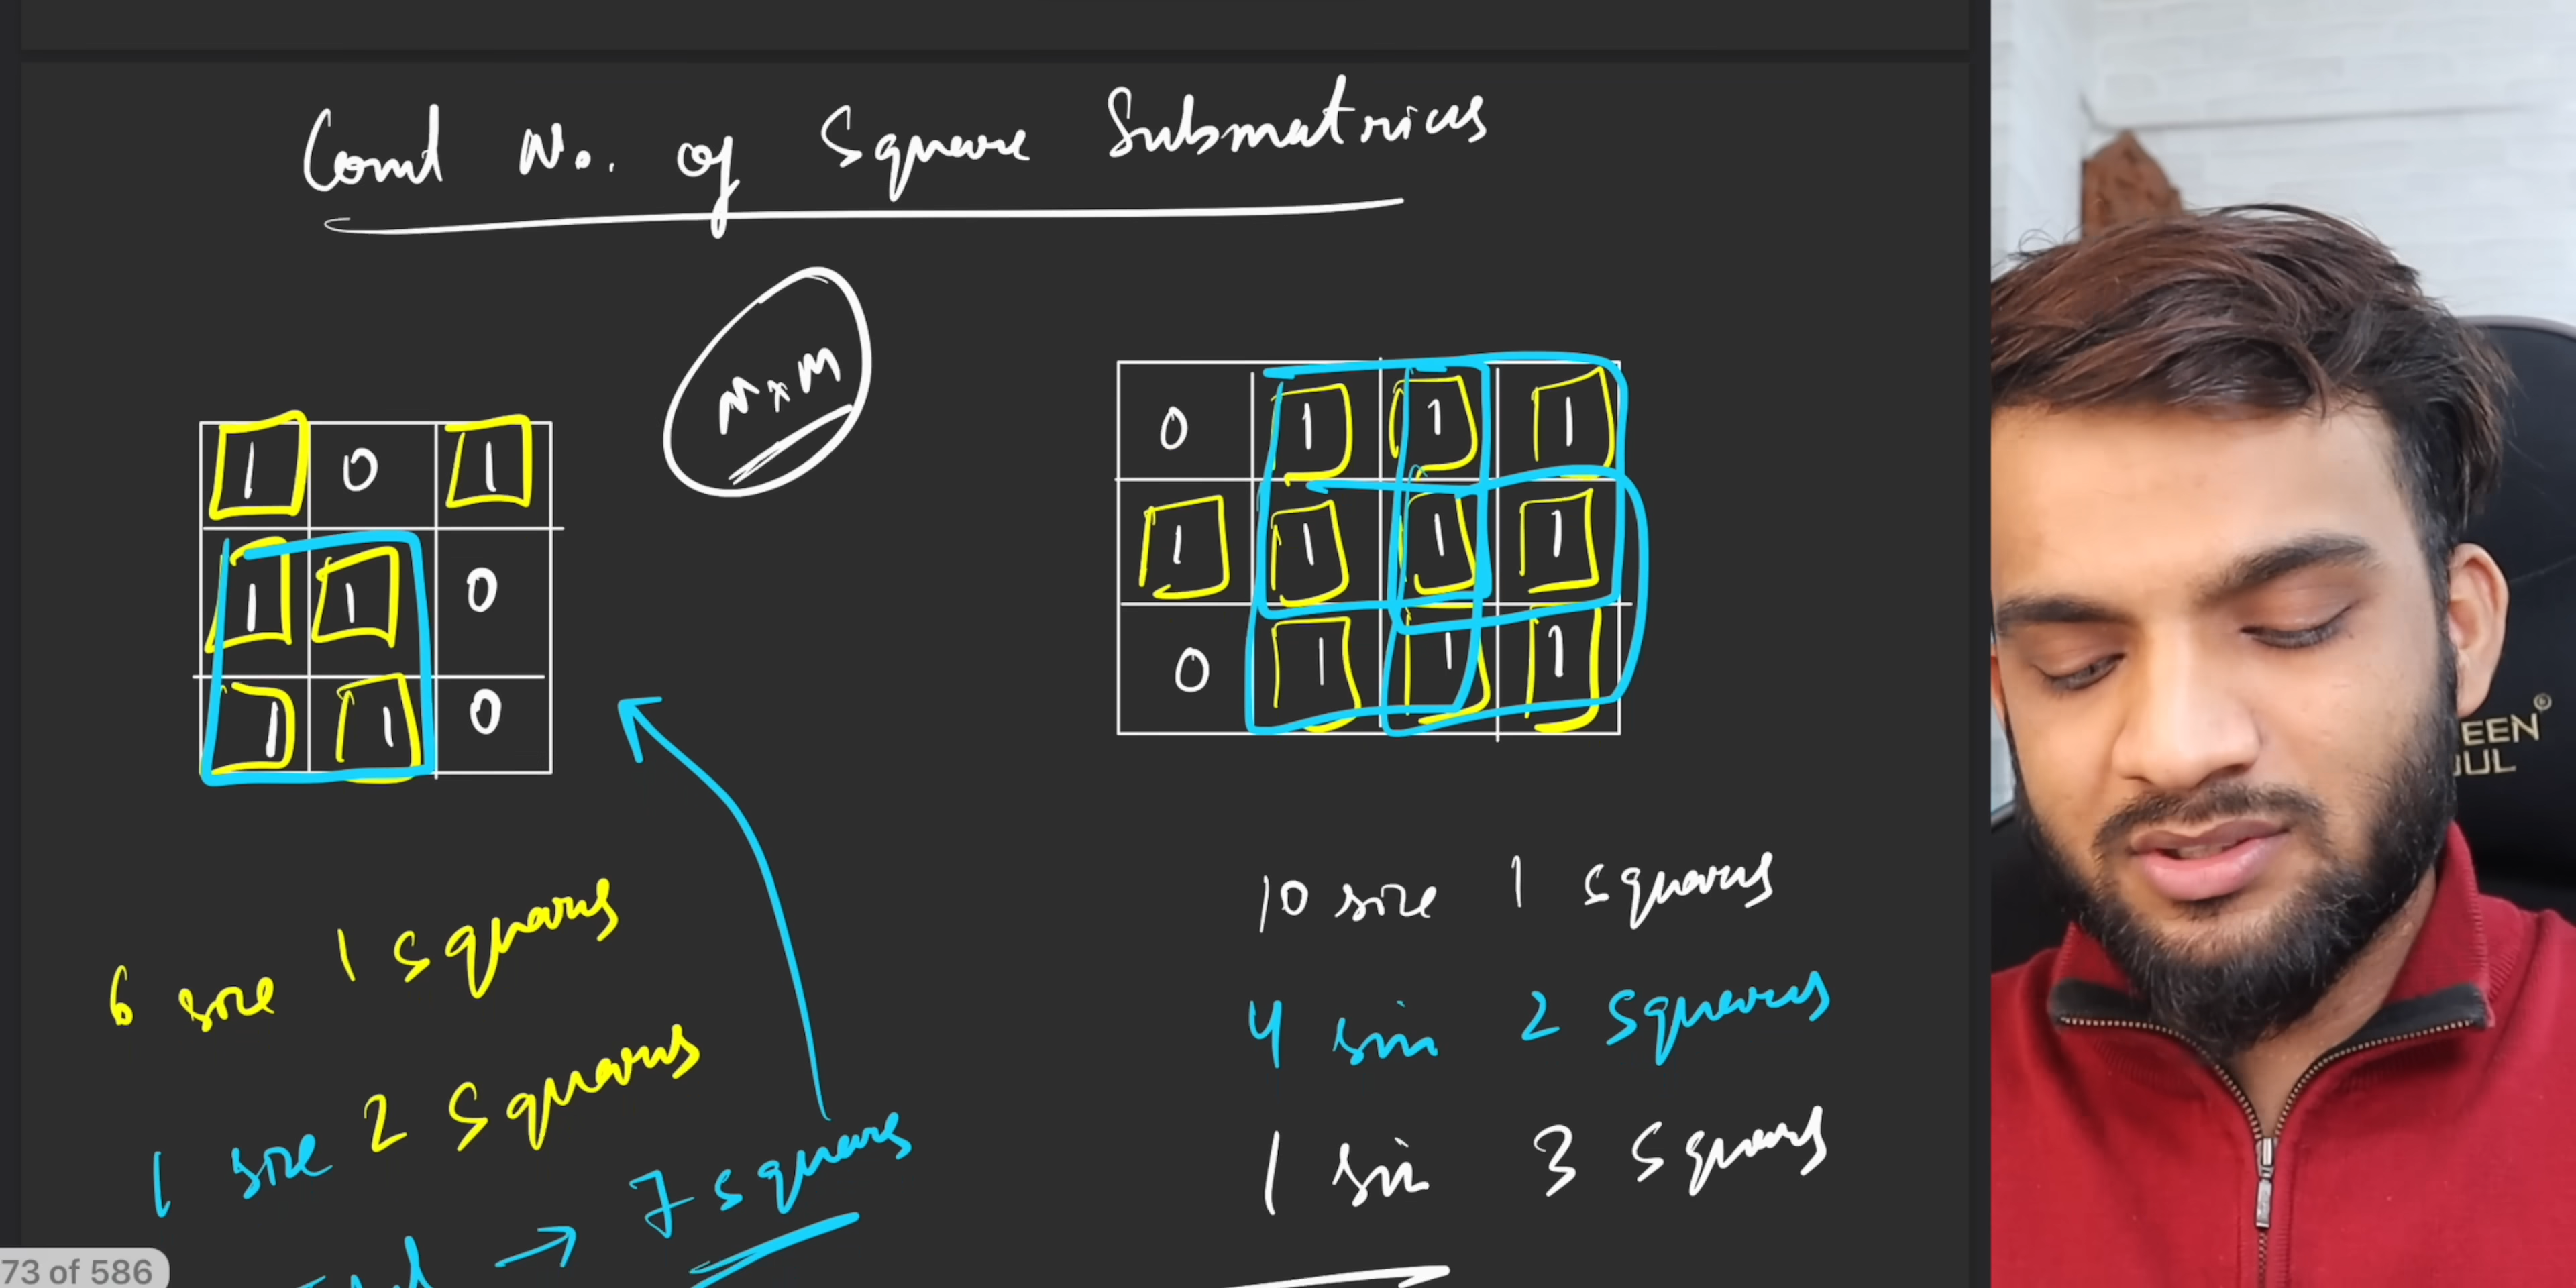 Count No. of Square Submatrices
N x M
1 0 1
1 1 0
1 1 0
0 1 1 1
1 1 1 1
0 1 1 1
6 size 1 squares
1 size 2 squares
→ 7 squares
10 size 1 squares
4 size 2 squares
1 size 3 squares
EEN
OUL
73 of 586